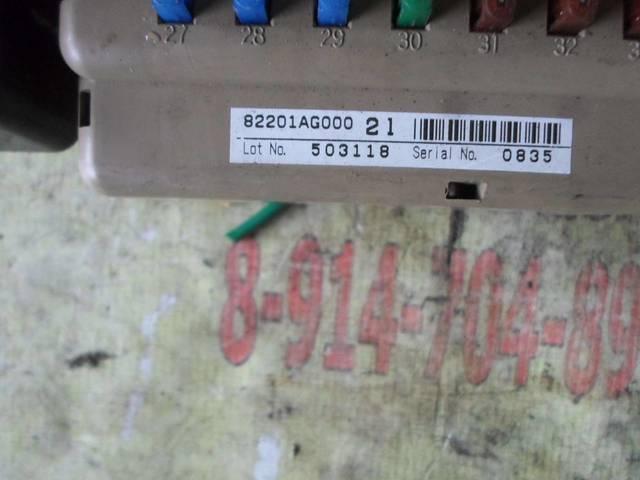 27 28 29 30 31 32
82201AG000 21
Lot No. 503118 Serial No. 0835
8-914-704-89